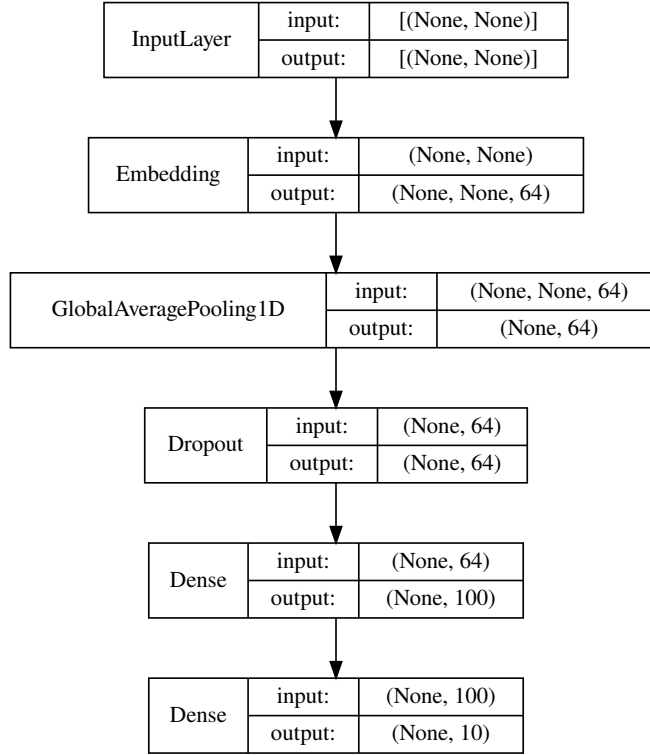 InputLayer
input: [(None, None)]
output: [(None, None)]
Embedding
input: (None, None)
output: (None, None, 64)
GlobalAveragePooling1D
input: (None, None, 64)
output: (None, 64)
Dropout
input: (None, 64)
output: (None, 64)
Dense
input: (None, 64)
output: (None, 100)
Dense
input: (None, 100)
output: (None, 10)